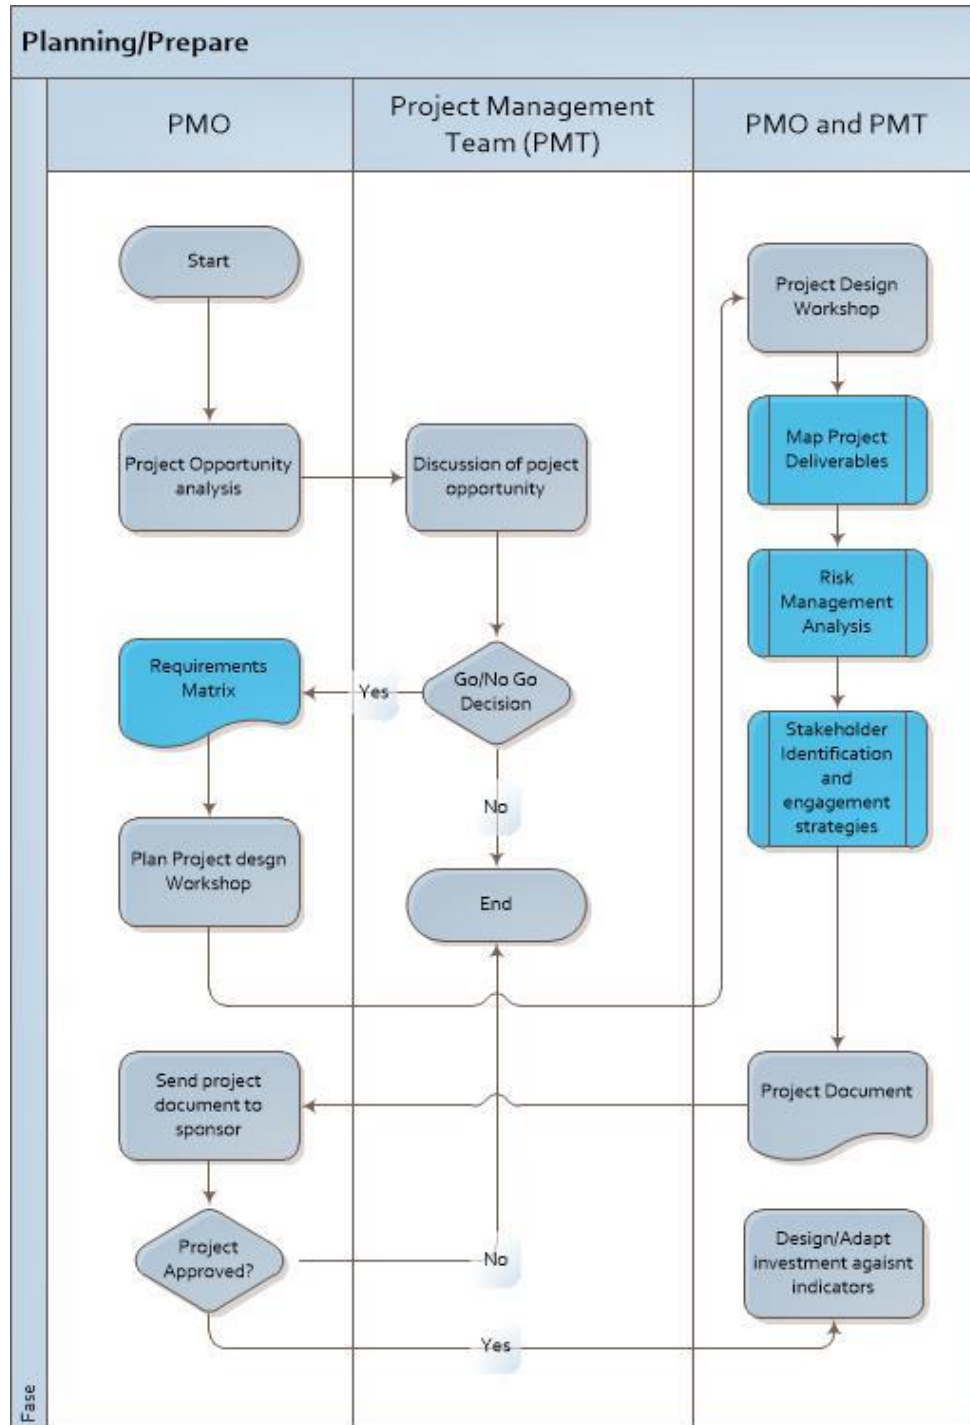 Planning/Prepare
PMO
Project Management
Team (PMT)
PMO and PMT
Start
Project Opportunity
analysis
Discussion of poject
opportunity
Go/No Go
Decision
Yes
No
End
Requirements
Matrix
Plan Project desgn
Workshop
Project Design
Workshop
Map Project
Deliverables
Risk
Management
Analysis
Stakeholder
Identification
and
engagement
strategies
Project Document
Send project
document to
sponsor
Project
Approved?
No
Yes
Design/Adapt
investment agaisnt
indicators
Fase